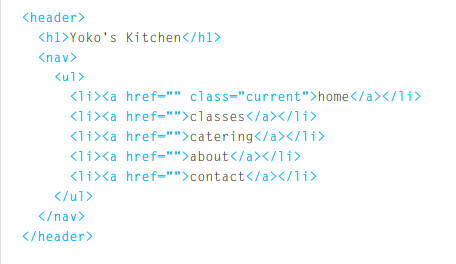 <header>
<h1>Yoko's Kitchen</h1>
<nav>
<ul>
<li><a href="" class="current">home</a></li>
<li><a href="">classes</a></li>
<li><a href="">catering</a></li>
<li><a href="">about</a></li>
<li><a href="">contact</a></li>
</ul>
</nav>
</header>